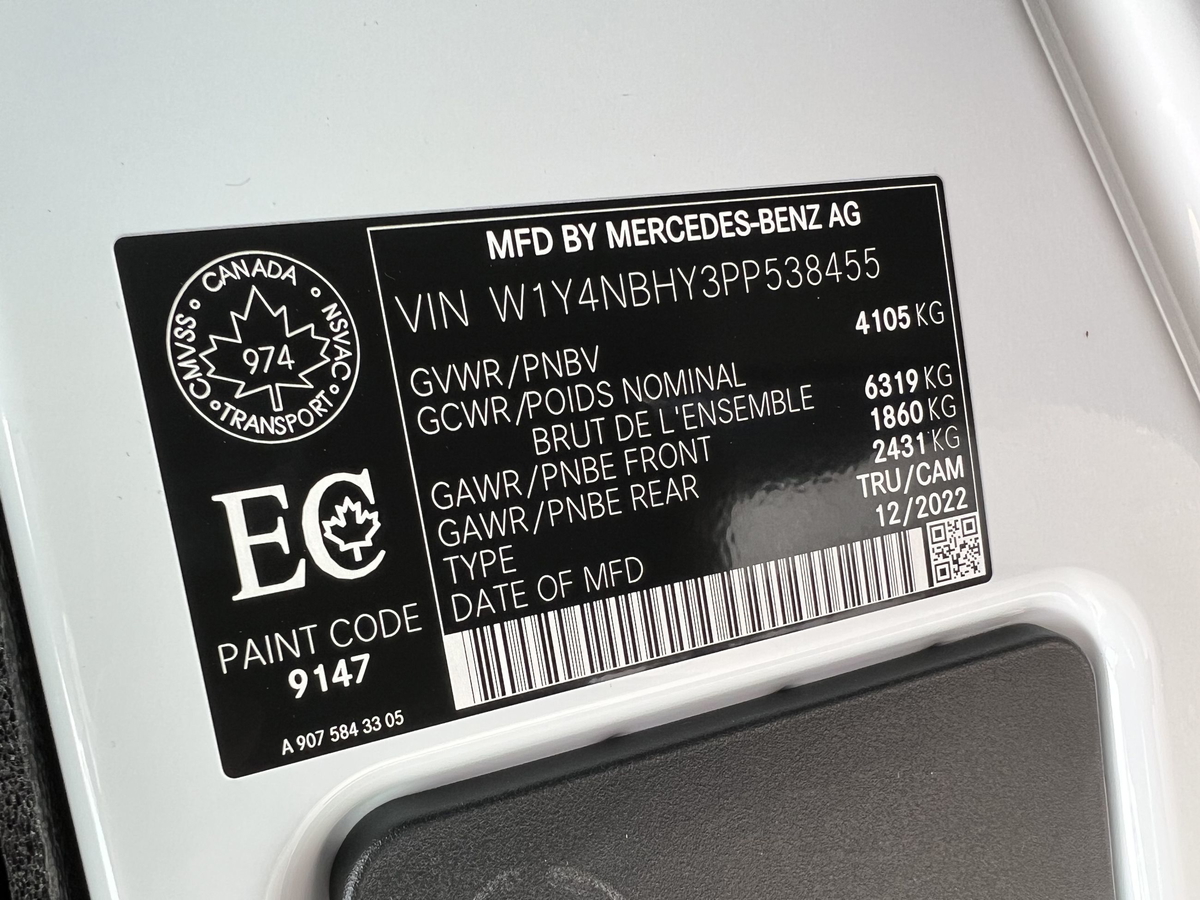 MFD BY MERCEDES-BENZ AG
VIN W1Y4NBHY3PP538455
GVWR/PNBV 4105 KG
GCWR/POIDS NOMINAL
BRUT DE L'ENSEMBLE 6319 KG
GAWR/PNBE FRONT 1860 KG
GAWR/PNBE REAR 2431 KG
TYPE TRU/CAM
DATE OF MFD 12/2022
CANADA
NSVAC
TRANSPORT
CMVSS
974
EC
PAINT CODE
9147
A 907 584 33 05